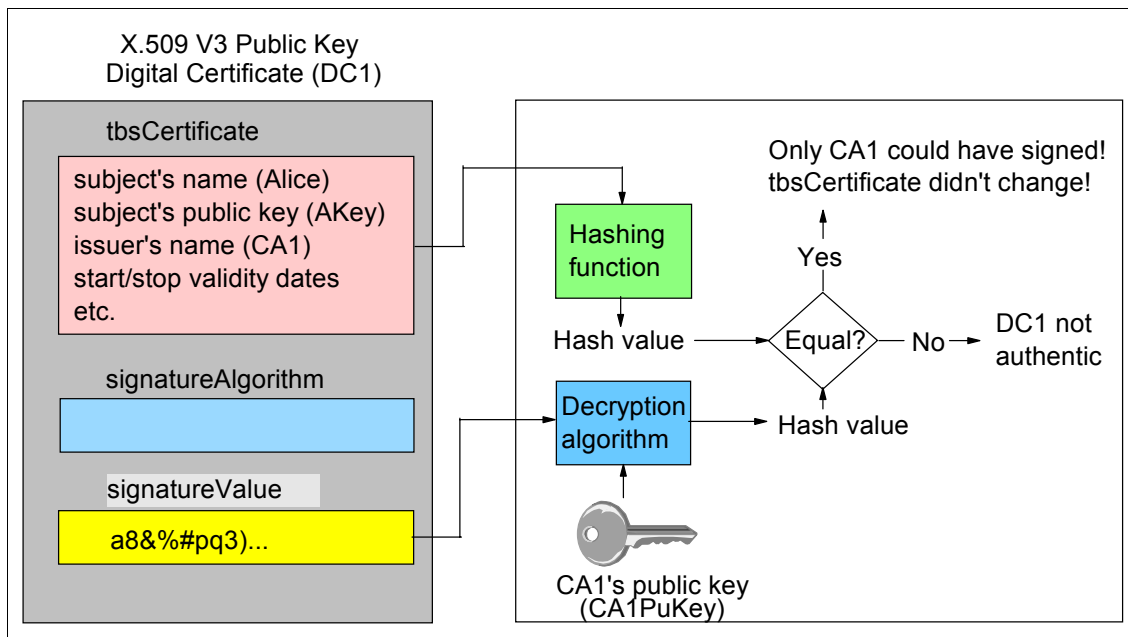 X.509 V3 Public Key
Digital Certificate (DC1)
tbsCertificate
subject's name (Alice)
subject's public key (AKey)
issuer's name (CA1)
start/stop validity dates
etc.
signatureAlgorithm
signatureValue
a8&%#pq3)...
Only CA1 could have signed!
tbsCertificate didn't change!
Hashing
function
Yes
Hash value
Equal?
No
DC1 not
authentic
Decryption
algorithm
Hash value
CA1's public key
(CA1PuKey)